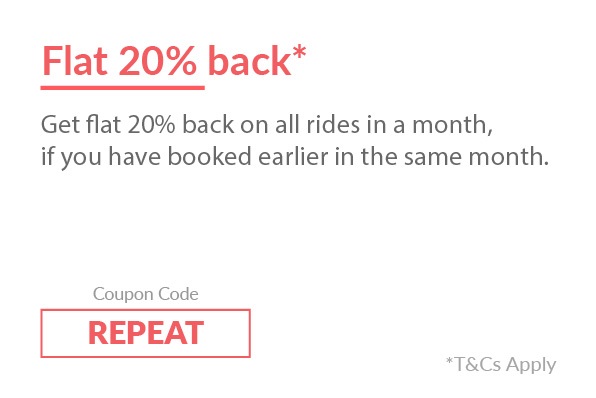 Flat 20% back*
Get flat 20% back on all rides in a month,
if you have booked earlier in the same month.
Coupon Code
REPEAT
*T&Cs Apply